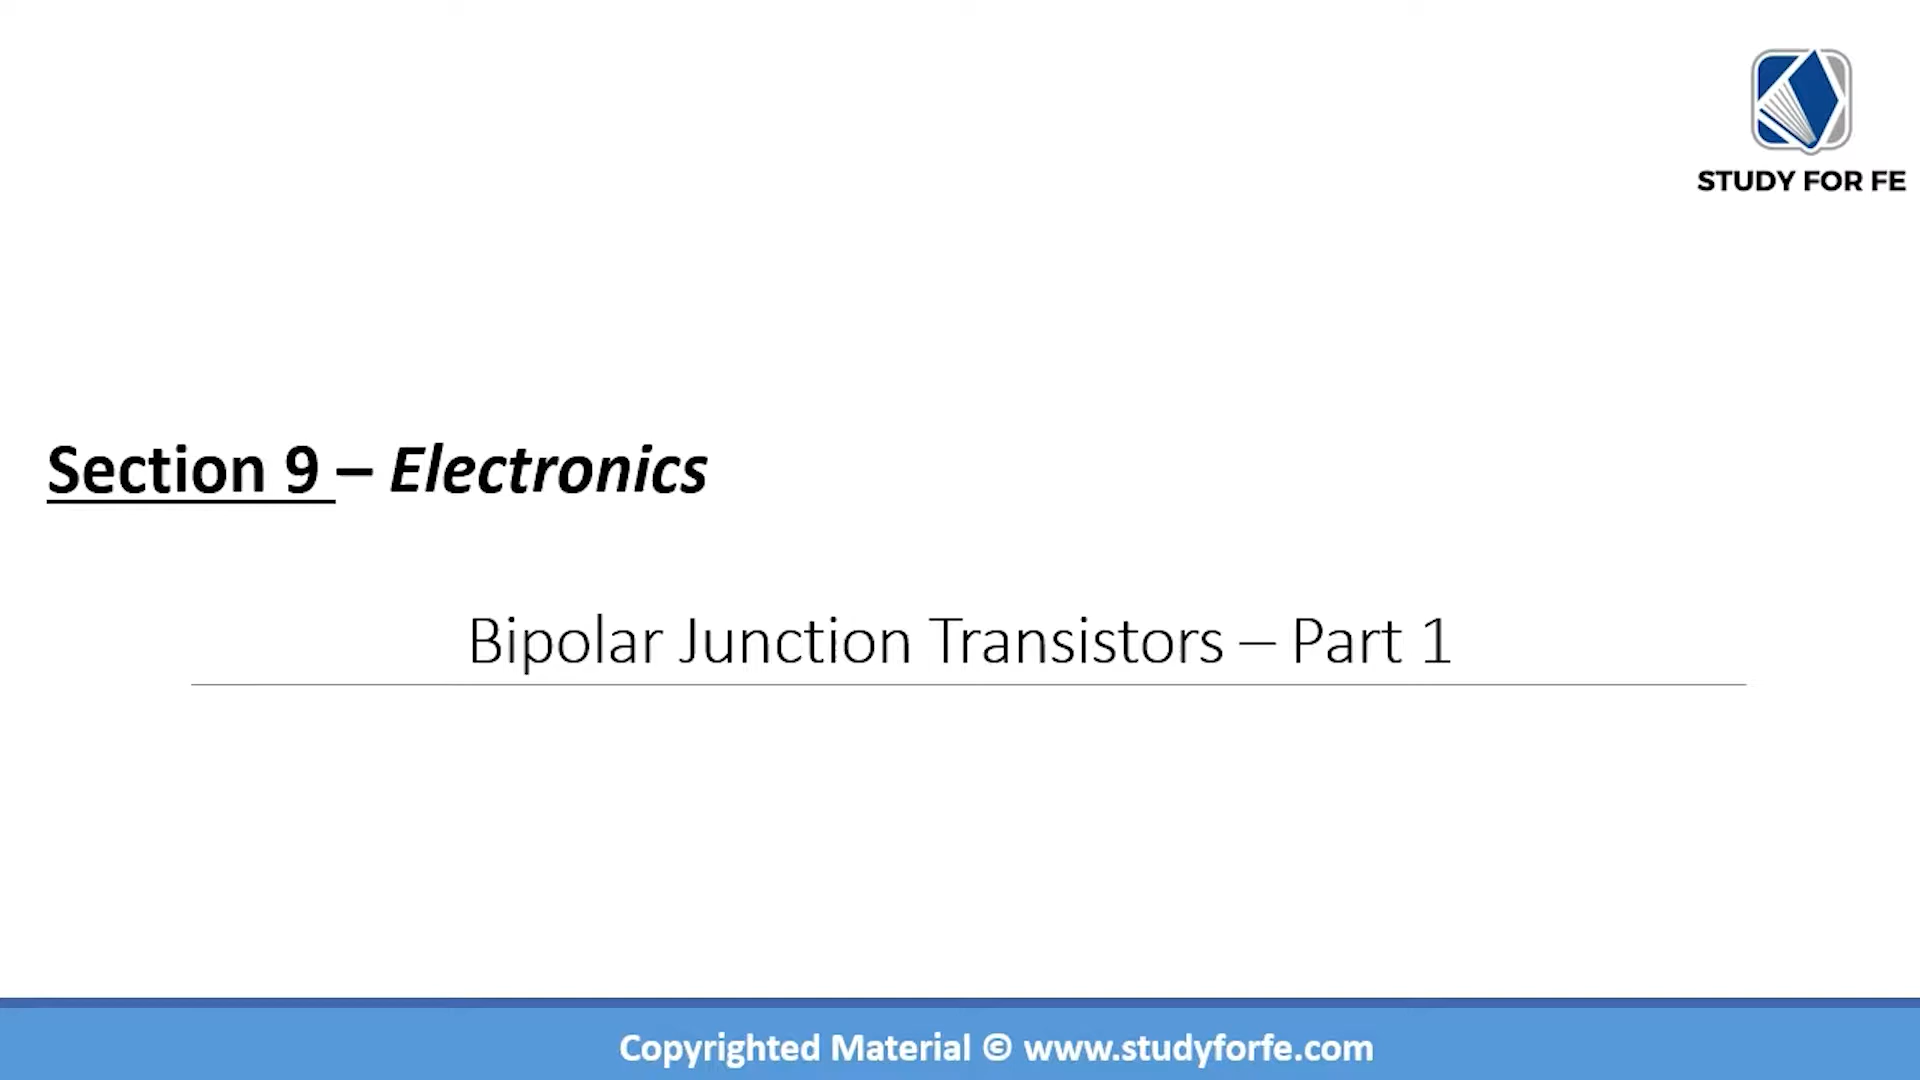 STUDY FOR FE
Section 9 – Electronics
Bipolar Junction Transistors – Part 1
Copyrighted Material © www.studyforfe.com